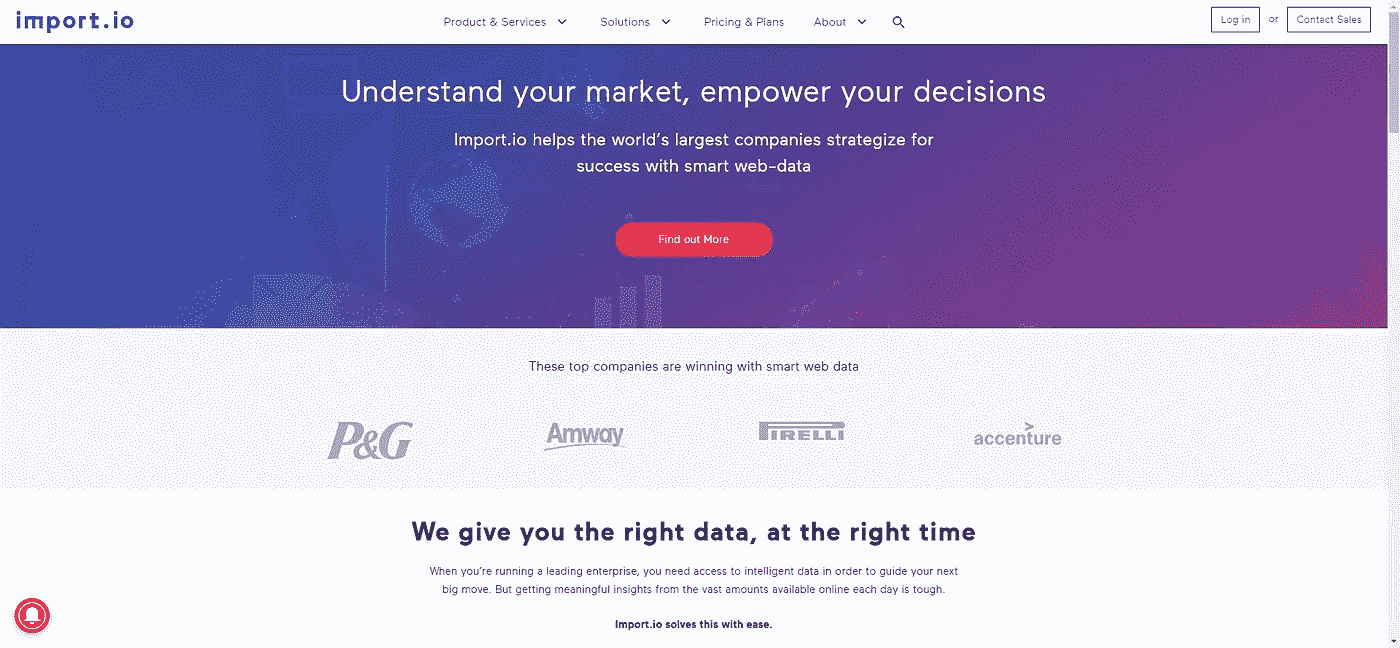 import.io
Product & Services
Solutions
Pricing & Plans
About
Log in
or
Contact Sales
Understand your market, empower your decisions
Import.io helps the world's largest companies strategize for
success with smart web-data
Find out More
These top companies are winning with smart web data
P&G
Amway
PIRELLI
accenture
We give you the right data, at the right time
When you're running a leading enterprise, you need access to intelligent data in order to guide your next
big move. But getting meaningful insights from the vast amounts available online each day is tough.
Import.io solves this with ease.